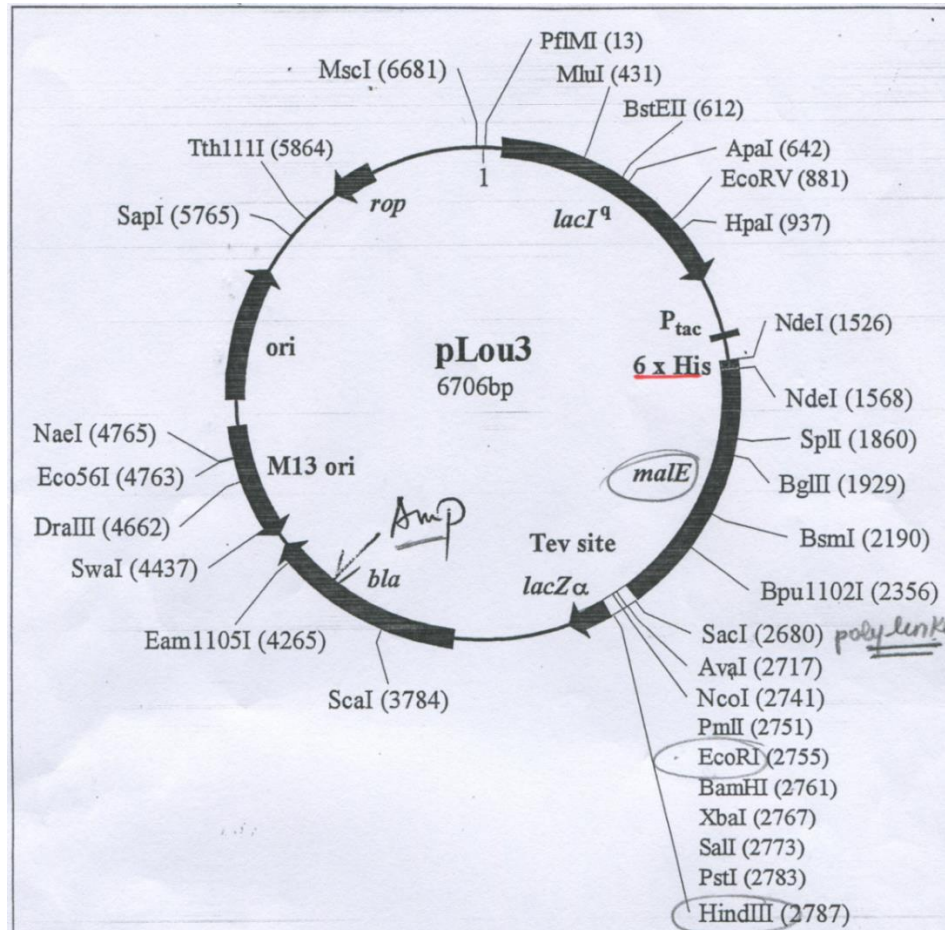 PflMI (13)
MscI (6681)
MluI (431)
BstEII (612)
Tth111I (5864)
ApaI (642)
1
rop
EcoRV (881)
SapI (5765)
lacI q
HpaI (937)
Ptac
NdeI (1526)
ori
pLou3
6 x His
6706bp
NdeI (1568)
NaeI (4765)
SplI (1860)
M13 ori
malE
BglII (1929)
Eco56I (4763)
DraIII (4662)
Amp
BsmI (2190)
Tev site
SwaI (4437)
bla
lacZα
Bpu1102I (2356)
Eam1105I (4265)
SacI (2680) polylink
AvaI (2717)
ScaI (3784)
NcoI (2741)
PmlI (2751)
EcoRI (2755)
BamHI (2761)
XbaI (2767)
SalI (2773)
PstI (2783)
HindIII (2787)